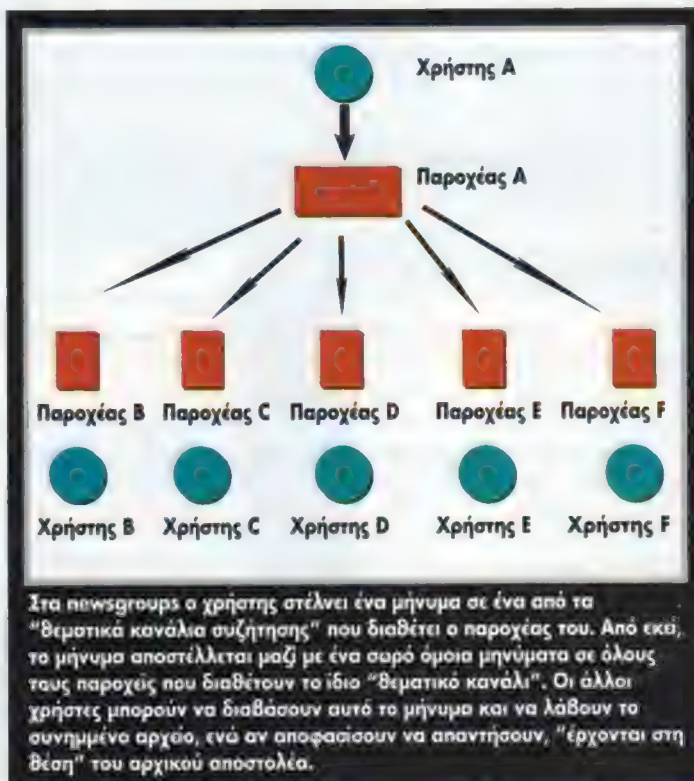 Χρήστης A
Παροχέας A
Παροχέας B Παροχέας C Παροχέας D Παροχέας E Παροχέας F
Χρήστης B Χρήστης C Χρήστης D Χρήστης E Χρήστης F
Στα newsgroups ο χρήστης στέλνει ένα μήνυμα σε ένα από τα
"θεματικά κανάλια συζήτησης" που διαθέτει ο παροχέας του. Από εκεί,
το μήνυμα αποστέλλεται μαζί με ένα σωρό όμοια μηνύματα σε όλους
τους παροχείς που διαθέτουν το ίδιο "θεματικό κανάλι". Οι άλλοι
χρήστες μπορούν να διαβάσουν αυτό το μήνυμα και να λάβουν το
συνημμένο αρχείο, ενώ αν αποφασίσουν να απαντήσουν, "έρχονται στη
θέση" του αρχικού αποστολέα.